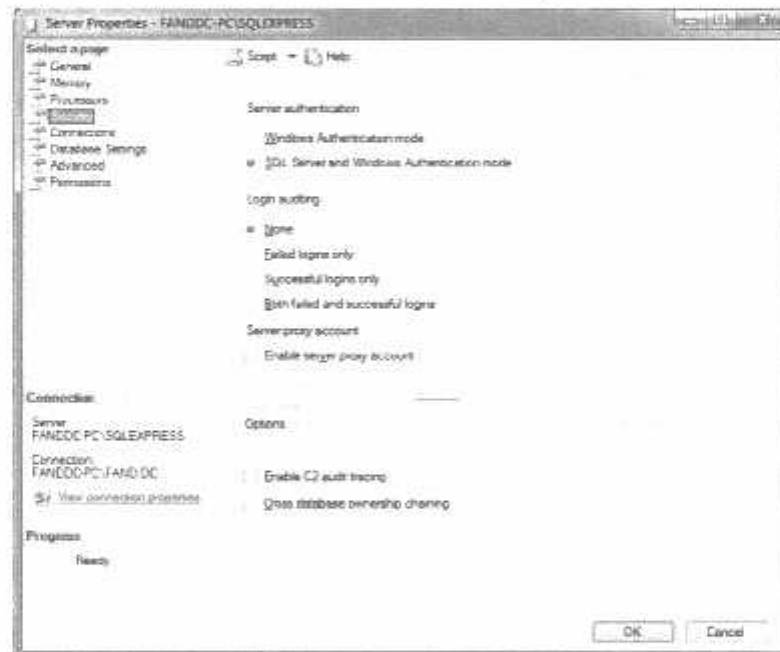 Server Properties - FANDDC-PC\SQLEXPRESS
Select a page
General
Memory
Processors
Security
Connections
Database Settings
Advanced
Permissions
Script Help
Server authentication
Windows Authentication mode
SQL Server and Windows Authentication mode
Login auditing
None
Failed logins only
Successful logins only
Both failed and successful logins
Server proxy account
Enable server proxy account
Options
Enable C2 audit tracing
Cross database ownership chaining
Connection
Server
FANDDC-PC\SQLEXPRESS
Connection:
FANDDC-PC\FAND DC
View connection properties
Progress
Ready
OK Cancel